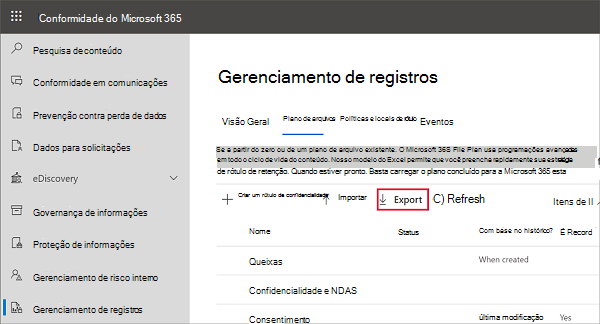 Conformidade do Microsoft 365
Pesquisa de conteúdo
Conformidade em comunicações
Prevenção contra perda de dados
Dados para solicitações
eDiscovery
Governança de informações
Proteção de informações
Gerenciamento de risco interno
Gerenciamento de registros
Gerenciamento de registros
Visão Geral Plano de arquivos Políticas e locais de rótulo Eventos
Se a partir do zero ou de um plano de arquivo existente. O Microsoft 365 File Plan use programações avançadas
em todo o ciclo de vida do conteúdo. Nosso modelo do Excel permite que você preencha rapidamente sua
de rótulo de retenção. Quando estiver pronto. Basta carregar o plano concluído para a Microsoft 365 esta
Criar um rótulo de confidencialidade Importar Export C) Refresh Itens de II
Nome Status Com base no histórico? É Record
Queixas When created
Confidencialidade e NDAS
Consentimento última modificação Yes